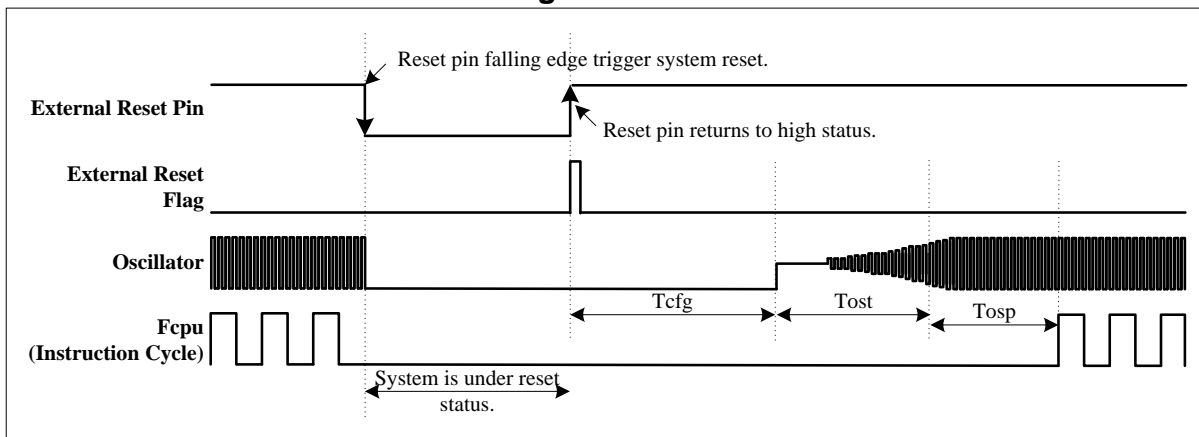 Reset pin falling edge trigger system reset.
External Reset Pin
Reset pin returns to high status.
External Reset
Flag
Oscillator
Tcfg
Tost
Tosp
Fcpu
(Instruction Cycle)
System is under reset
status.